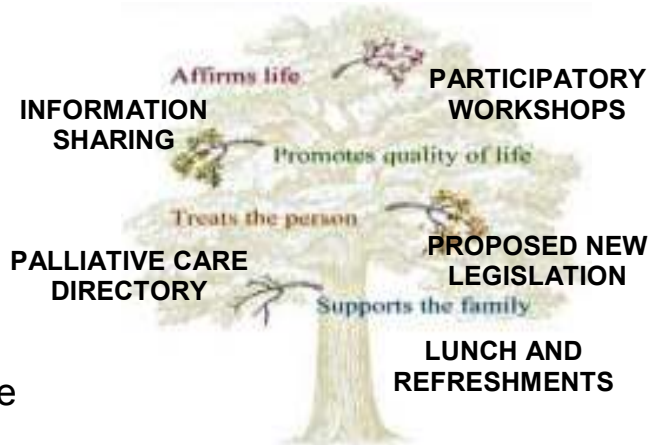 Affirms life
PARTICIPATORY
WORKSHOPS
INFORMATION
SHARING
Promotes quality of life
Treats the person
PROPOSED NEW
LEGISLATION
PALLIATIVE CARE
DIRECTORY
Supports the family
LUNCH AND
REFRESHMENTS
e